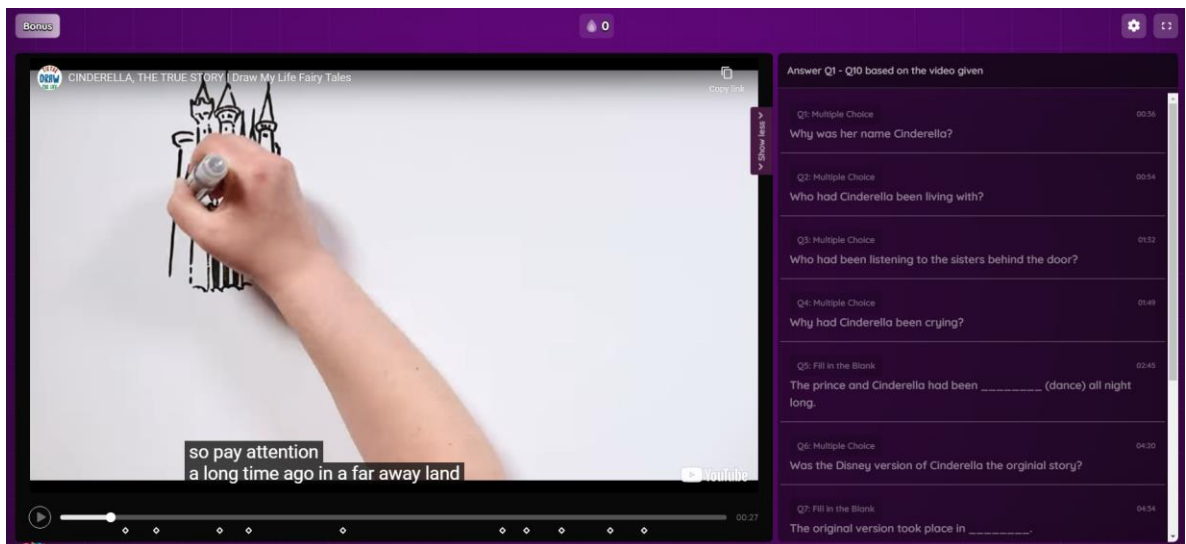 Bonus
0
CINDERELLA, THE TRUE STORY | Draw My Life Fairy Tales
Copy link
Show less
so pay attention
a long time ago in a far away land
YouTube
00:27
Answer Q1 - Q10 based on the video given
Q1: Multiple Choice 00:36
Why was her name Cinderella?
Q2: Multiple Choice 00:54
Who had Cinderella been living with?
Q3: Multiple Choice 01:52
Who had been listening to the sisters behind the door?
Q4: Multiple Choice 01:49
Why had Cinderella been crying?
Q5: Fill in the Blank 02:45
The prince and Cinderella had been ________ (dance) all night
long.
Q6: Multiple Choice 04:20
Was the Disney version of Cinderella the orginial story?
Q7: Fill in the Blank 04:34
The original version took place in ________.